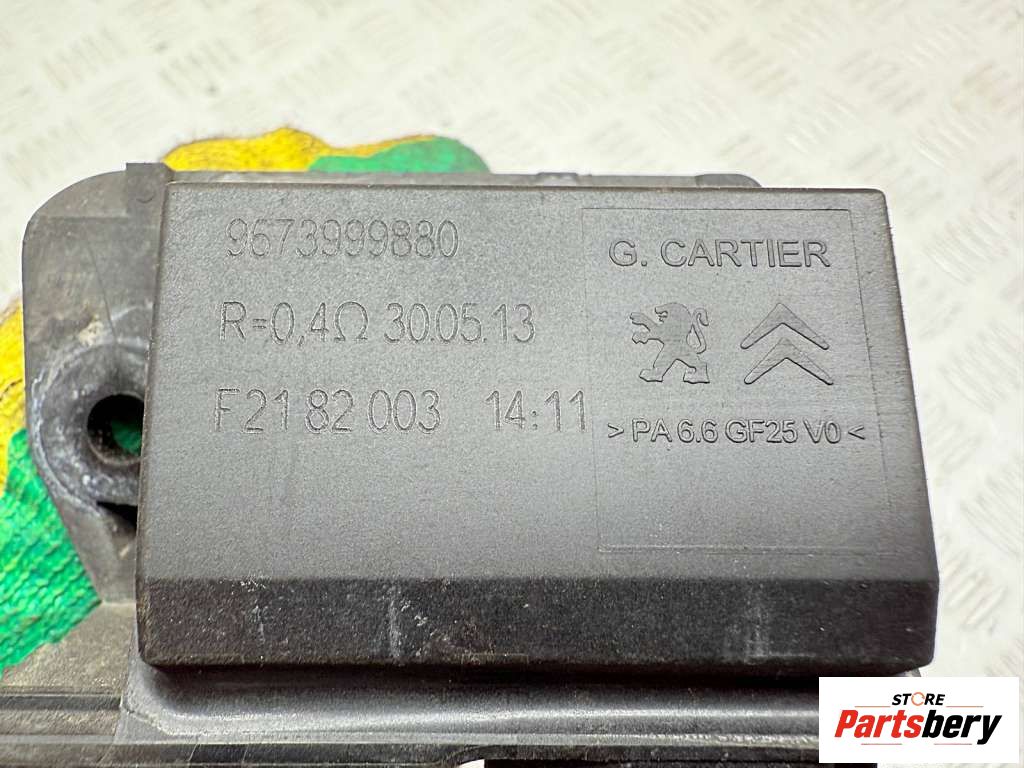 9673999880
R=0,4Ω 30.05.13
F21 82 003 14:11
G. CARTIER
> PA 6.6 GF25 V0 <
STORE
Partsbery